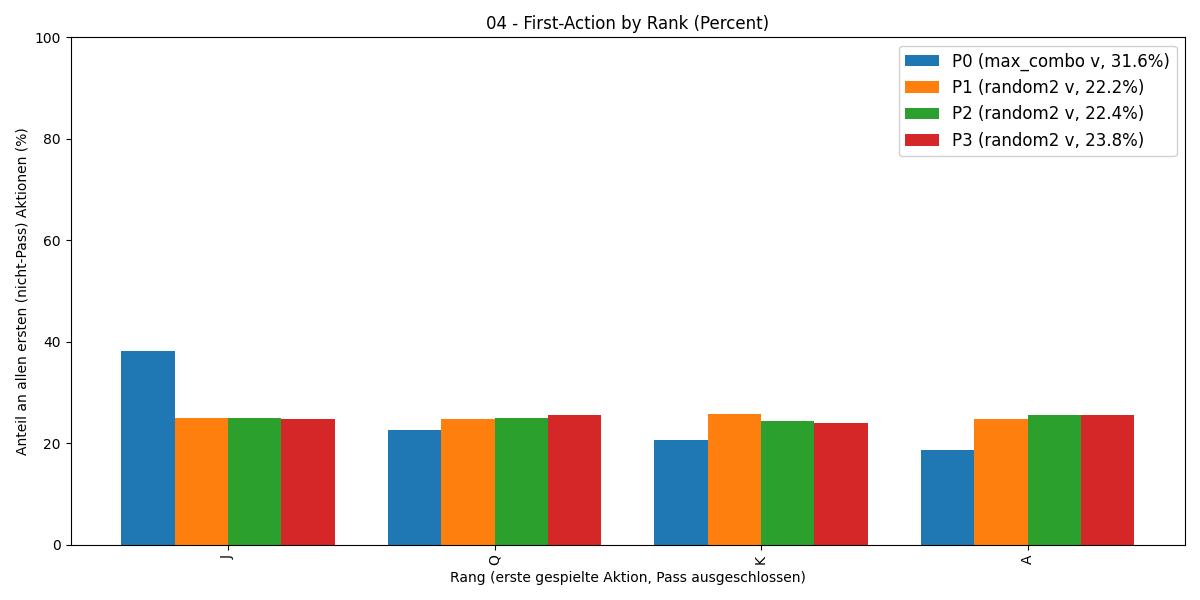 04 - First-Action by Rank (Percent)
Anteil an allen ersten (nicht-Pass) Aktionen (%)
100
80
60
40
20
0
P0 (max_combo v, 31.6%)
P1 (random2 v, 22.2%)
P2 (random2 v, 22.4%)
P3 (random2 v, 23.8%)
J
Q
K
A
Rang (erste gespielte Aktion, Pass ausgeschlossen)